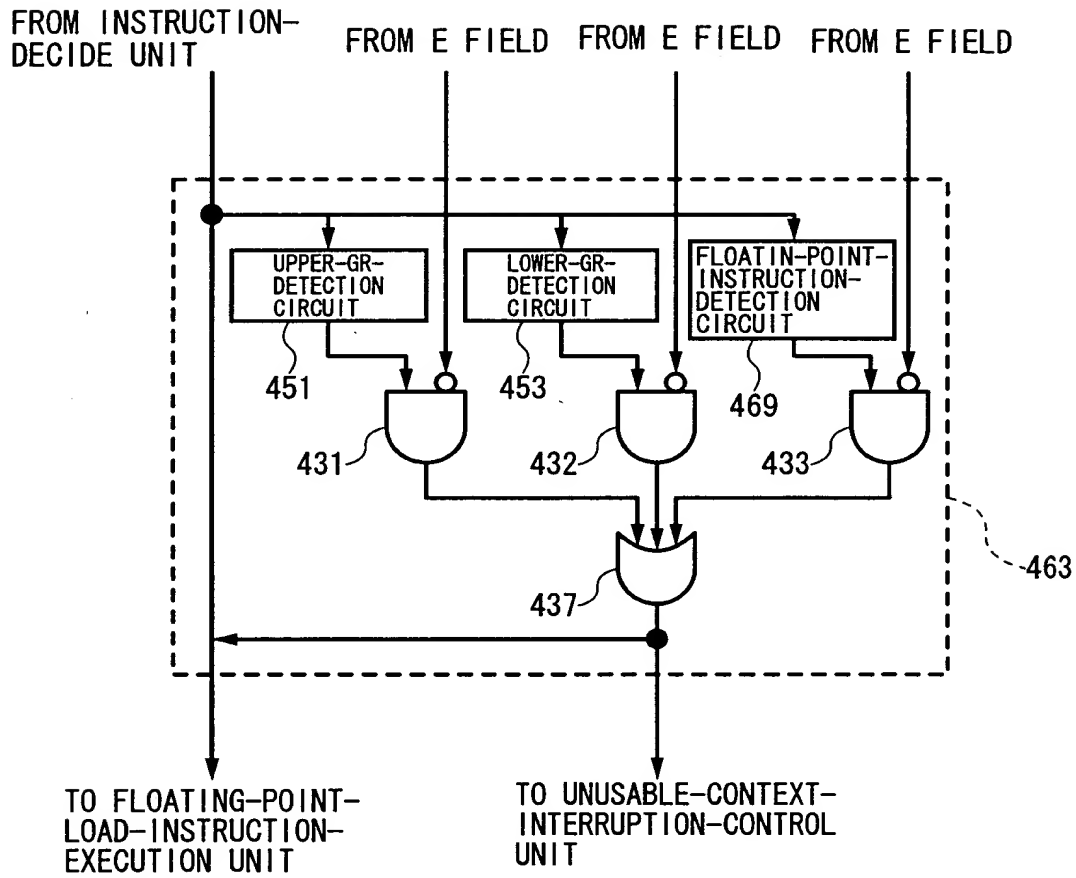 FROM INSTRUCTION-
DECIDE UNIT
FROM E FIELD
FROM E FIELD
FROM E FIELD
UPPER-GR-
DETECTION
CIRCUIT
LOWER-GR-
DETECTION
CIRCUIT
FLOATIN-POINT-
INSTRUCTION-
DETECTION
CIRCUIT
451
453
469
431
432
433
437
463
TO FLOATING-POINT-
LOAD-INSTRUCTION-
EXECUTION UNIT
TO UNUSABLE-CONTEXT-
INTERRUPTION-CONTROL
UNIT